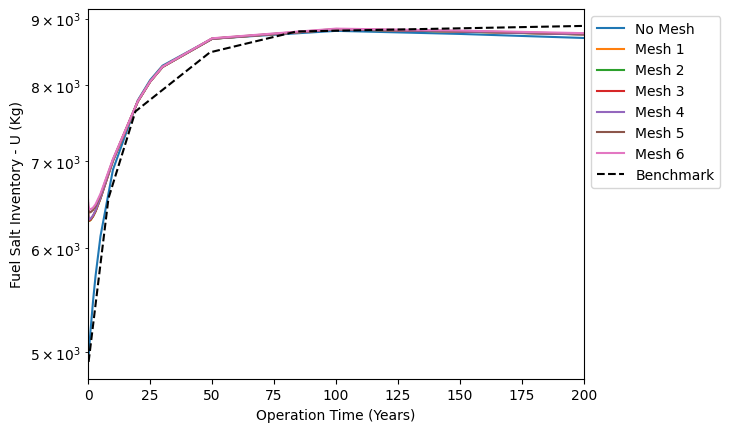 9 × 10³
8 × 10³
7 × 10³
6 × 10³
5 × 10³
Fuel Salt Inventory - U (Kg)
0 25 50 75 100 125 150 175 200
Operation Time (Years)
No Mesh
Mesh 1
Mesh 2
Mesh 3
Mesh 4
Mesh 5
Mesh 6
Benchmark